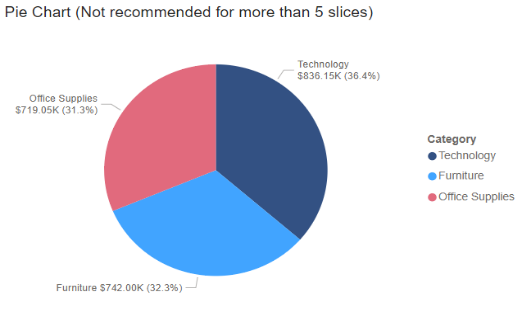 Pie Chart (Not recommended for more than 5 slices)
Technology
$836.15K (36.4%)
Office Supplies
$719.05K (31.3%)
Furniture $742.00K (32.3%)
Category
Technology
Furniture
Office Supplies